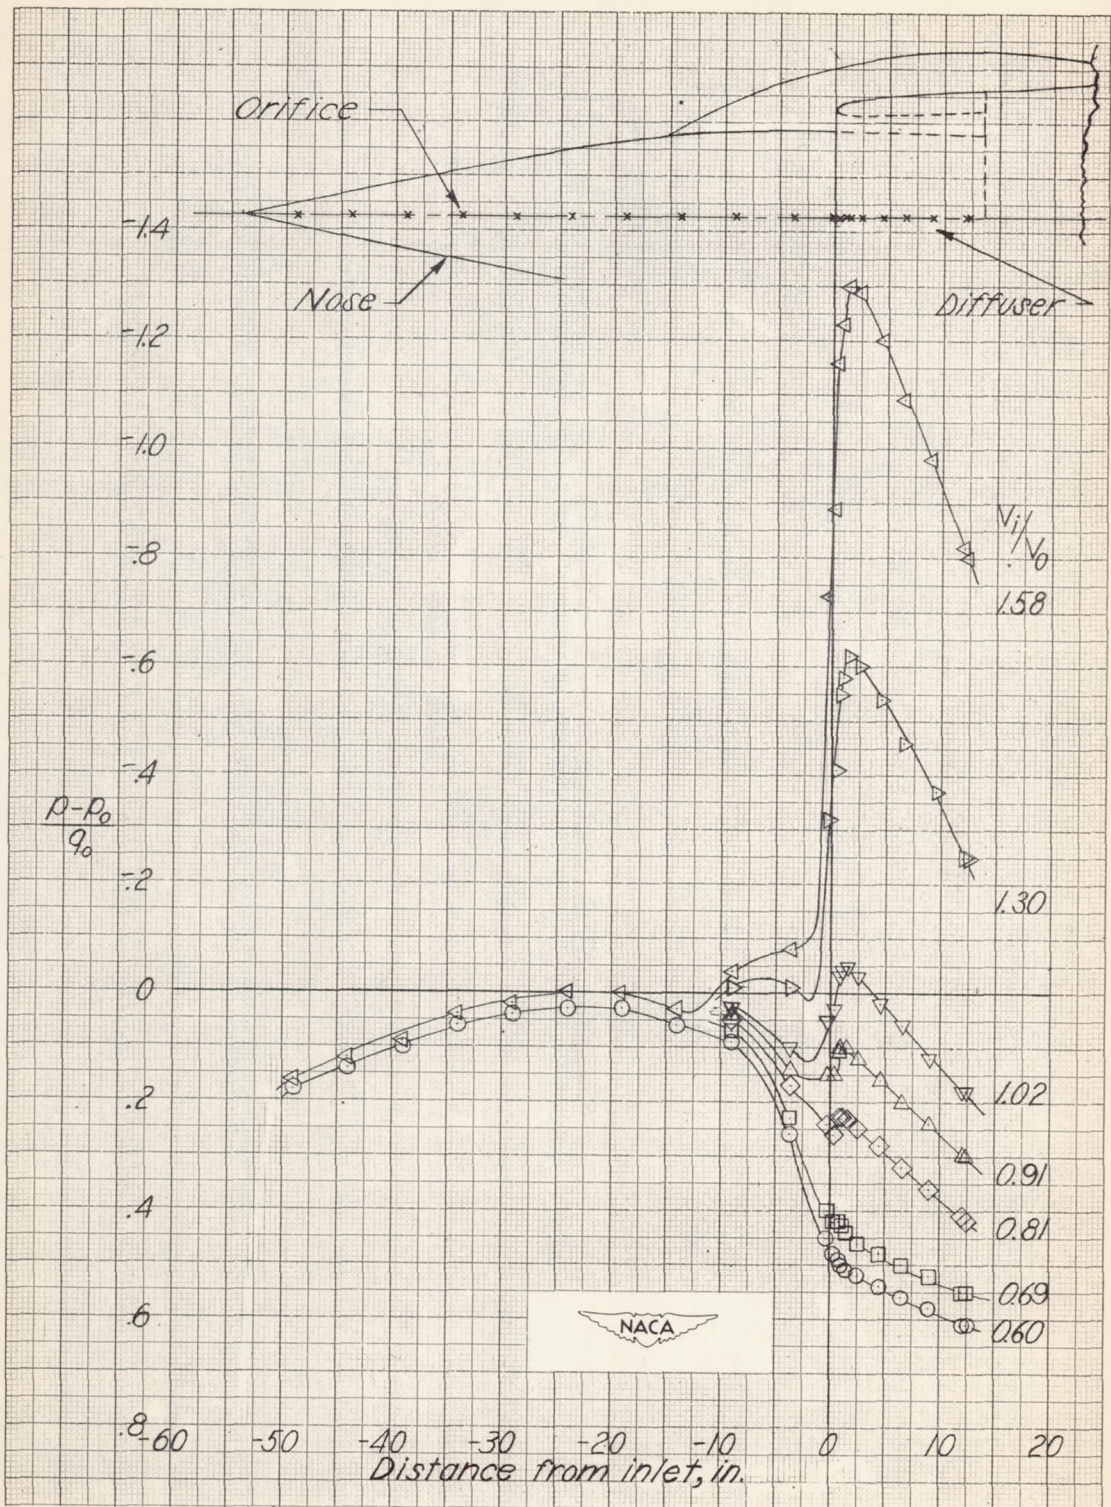 Orifice
Nose
Diffuser
-1.4
-1.2
-1.0
-.8
-.6
-.4
-.2
0
.2
.4
.6
.8
p-p₀
q₀
Vi/V₀
1.58
1.30
1.02
0.91
0.81
0.69
0.60
NACA
-60 -50 -40 -30 -20 -10 0 10 20
Distance from inlet, in.